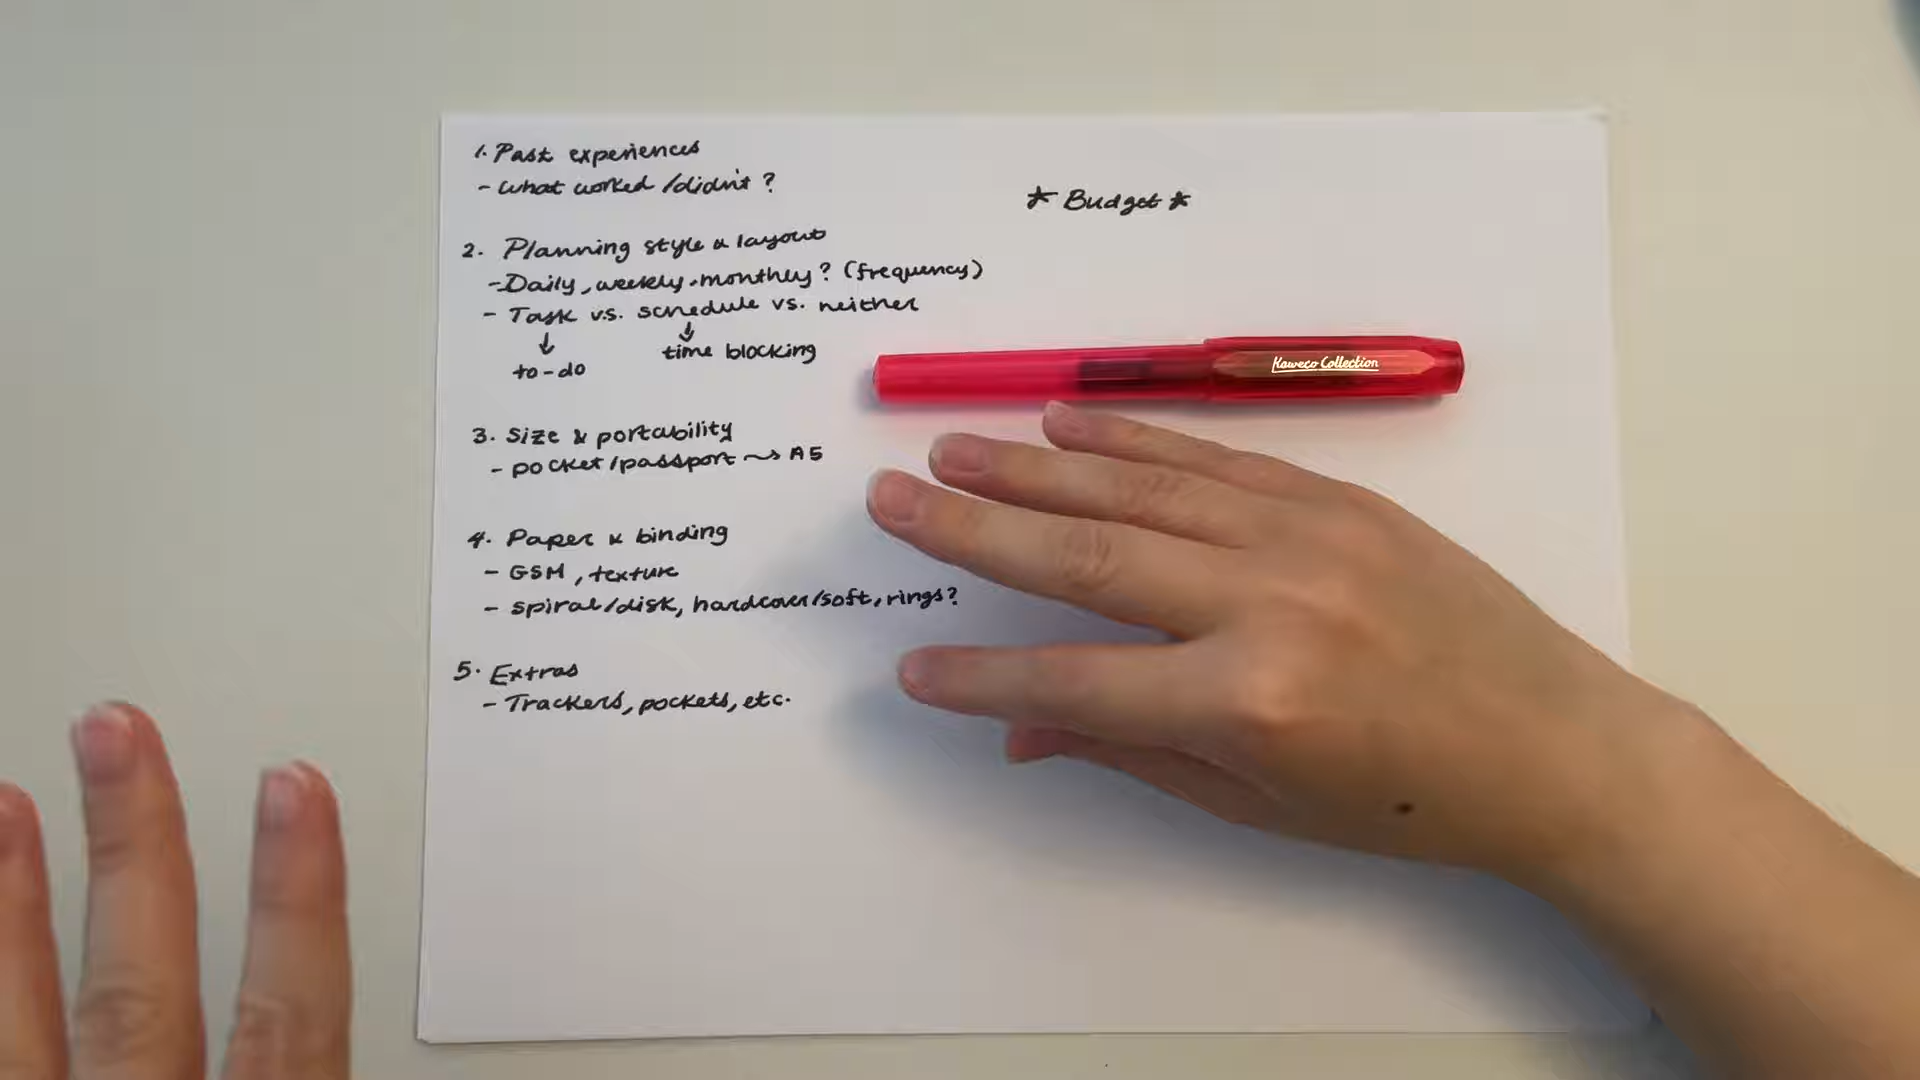 1. Past experiences
- what worked/didn't?
* Budget *
2. Planning style & layout
- Daily, weekly, monthly? (frequency)
- Task v.s. schedule vs. neither
to-do
time blocking
Kaweco Collection
3. Size & portability
- pocket/passport → A5
4. Paper & binding
- GSM, texture
- spiral/disk, hardcover/soft, rings?
5. Extras
- Trackers, pockets, etc.